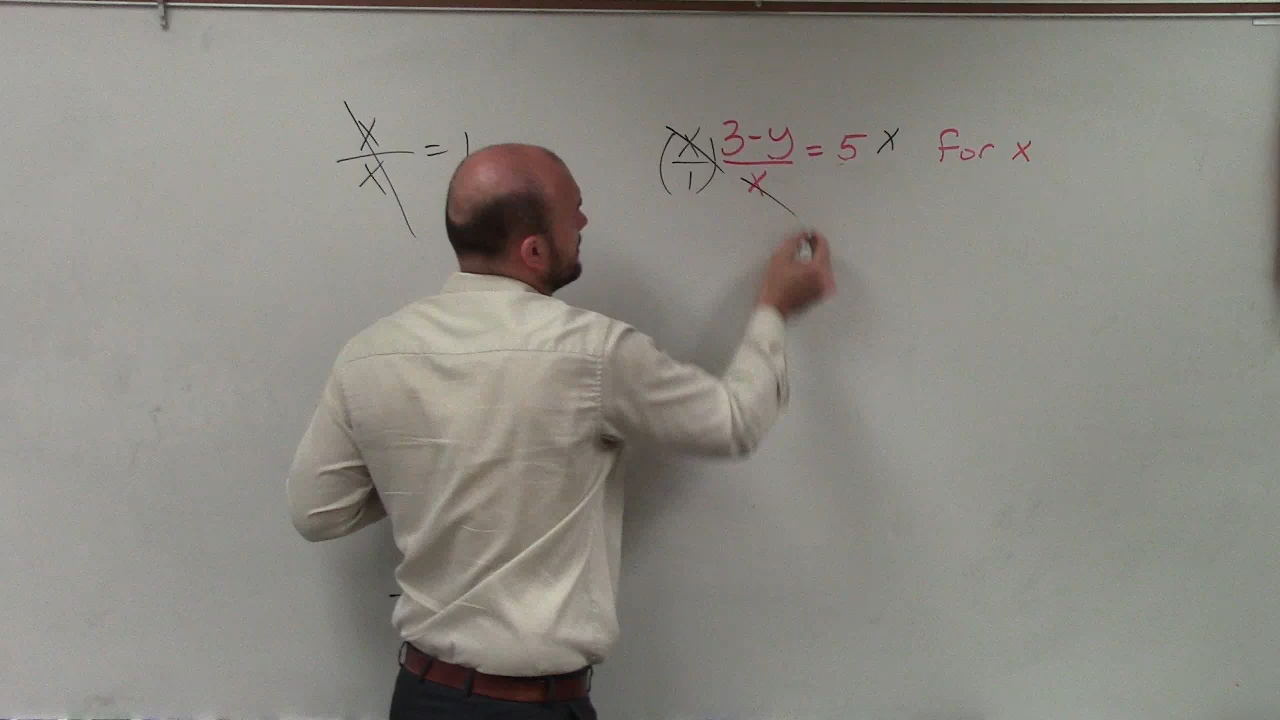 x/x = 1
(x/1) 3-y/x = 5 x for x